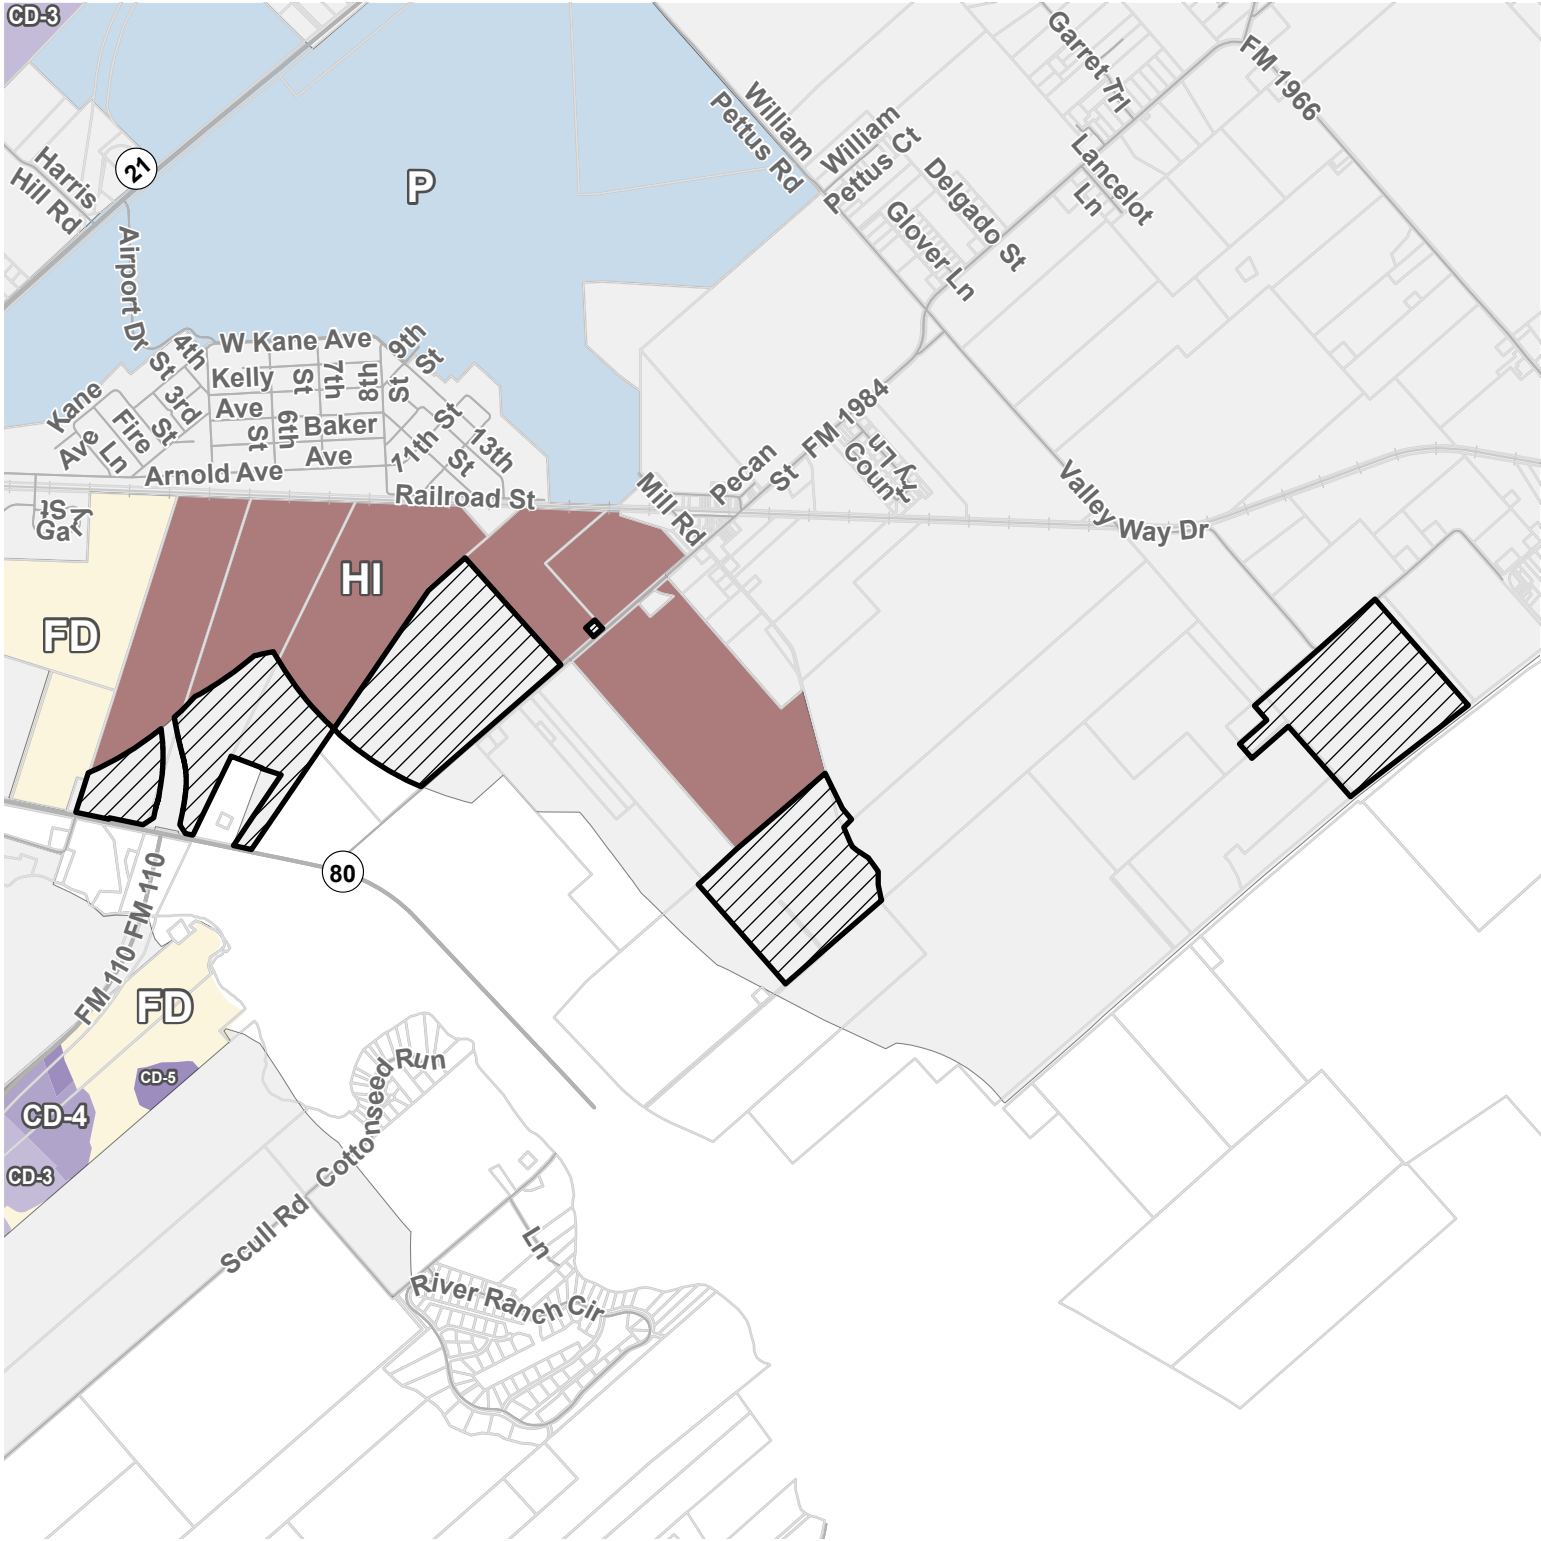 CD-3
21
P
Harris
Hill Rd
Airport Dr
William
Pettus Rd
William
Pettus Ct
Garret Trl
FM 1966
Lancelot
Ln
Delgado St
Glover Ln
W Kane Ave
4th
St
9th
St
Kelly
Ave
St
7th
8th
St
Kane
Ave
3rd
St
Fire
Ln
6th
St
Baker
Ave
11th St
13th
St
Arnold Ave
Railroad St
Ga
y St
Mill Rd
Pecan
St
FM 1984
Count
ry Ln
Valley Way Dr
HI
FD
80
FM 110-FM 110
FD
CD-5
CD-4
CD-3
Cottonseed Run
Scull Rd
Ln
River Ranch Cir